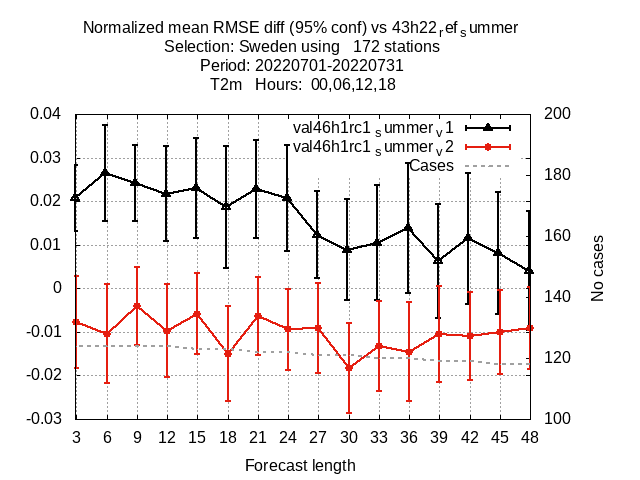 Normalized mean RMSE diff (95% conf) vs 43h22refsummer
Selection: Sweden using   172 stations
Period: 20220701-20220731
T2m   Hours:  00,06,12,18
val46h1rc1summerv1
val46h1rc1summerv2
Cases
0.04
0.03
0.02
0.01
0
-0.01
-0.02
-0.03
200
180
160
140
120
100
No cases
3 6 9 12 15 18 21 24 27 30 33 36 39 42 45 48
Forecast length